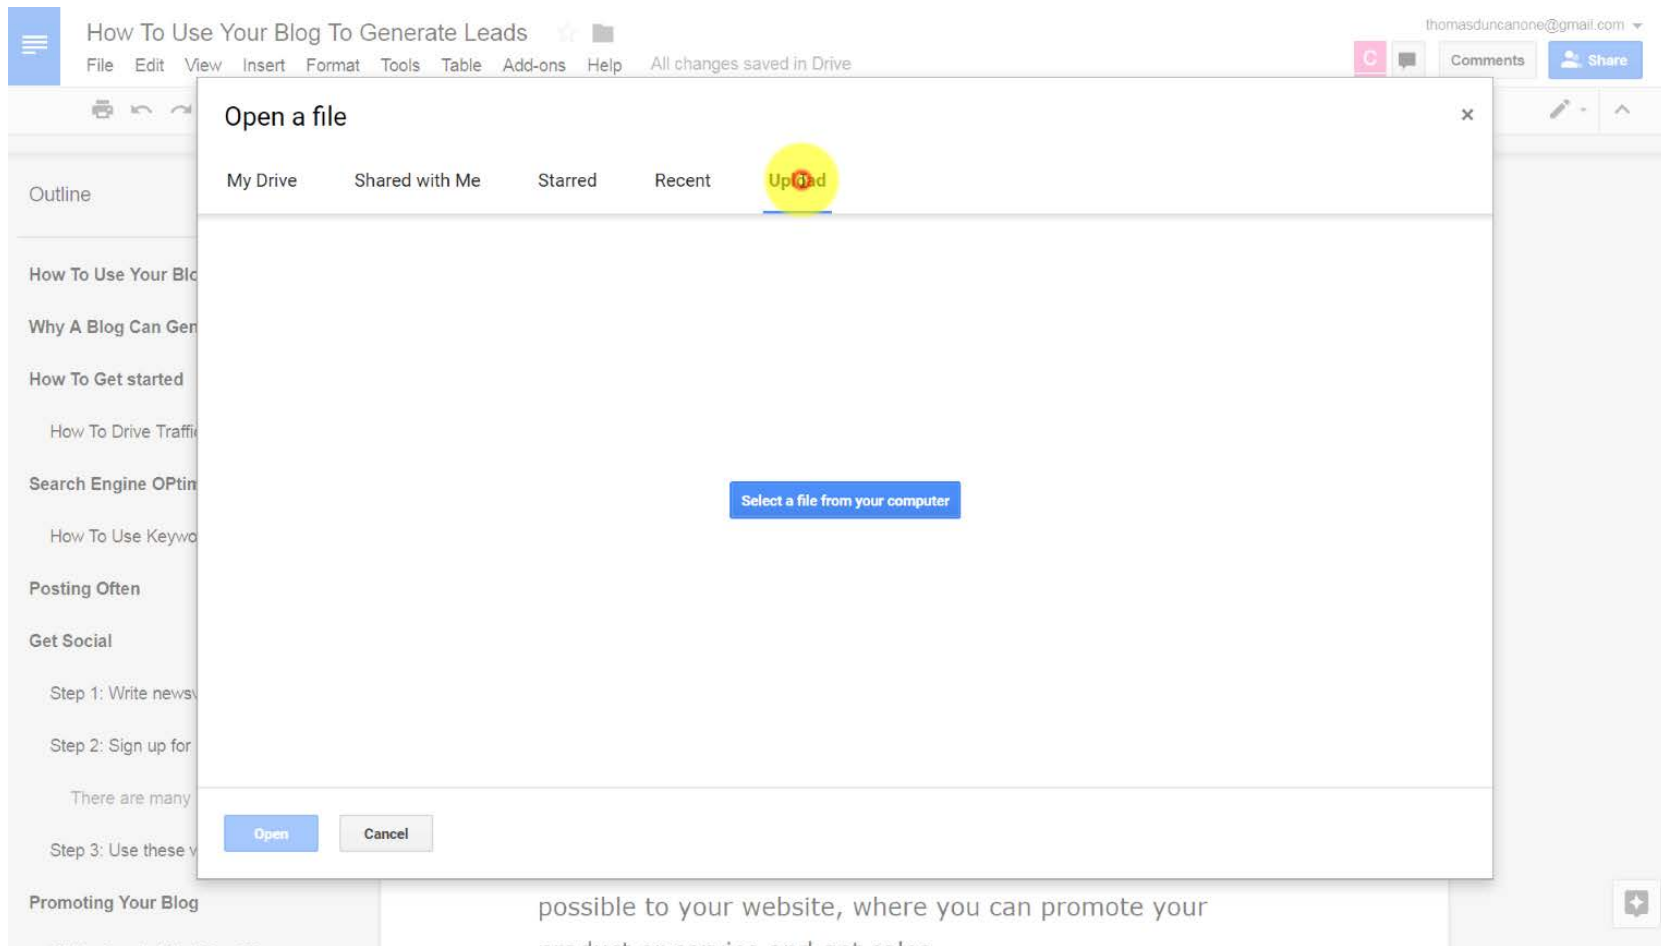 How To Use Your Blog To Generate Leads
thomasduncanone@gmail.com
File Edit View Insert Format Tools Table Add-ons Help All changes saved in Drive
C
Comments
Share
Open a file
×
My Drive Shared with Me Starred Recent Upload
Outline
How To Use Your Blo
Why A Blog Can Gen
How To Get started
How To Drive Traffi
Search Engine OPtim
Select a file from your computer
How To Use Keywo
Posting Often
Get Social
Step 1: Write newsw
Step 2: Sign up for
There are many
Open Cancel
Step 3: Use these v
Promoting Your Blog
possible to your website, where you can promote your